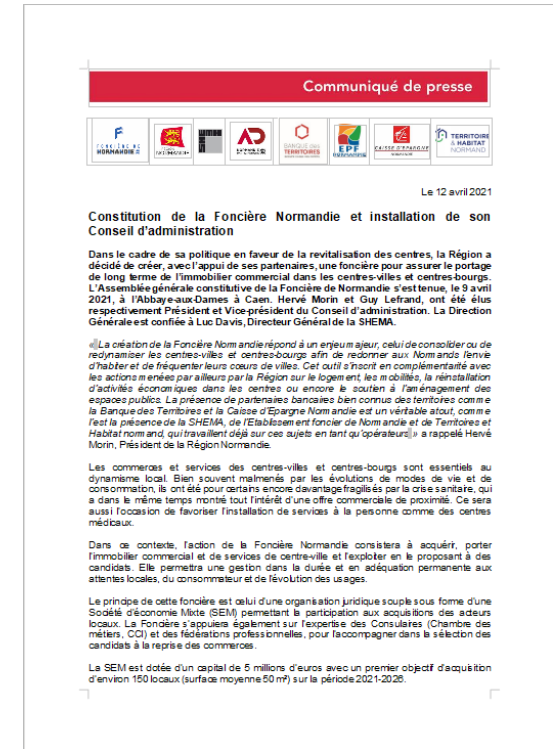 Communiqué de presse
FONCIÈRE DE
NORMANDIE
NORMANDIE
BANQUE des
TERRITOIRES
EPF
NORMANDIE
CAISSE D'EPARGNE
TERRITOIRE
& HABITAT
NORMAND
Le 12 avril 2021
Constitution de la Foncière Normandie et installation de son
Conseil d'administration
Dans le cadre de sa politique en faveur de la revitalisation des centres, la Région a
décidé de créer, avec l'appui de ses partenaires, une foncière pour assurer le portage
de long terme de l'immobilier commercial dans les centres-villes et centres-bourgs.
L'Assemblée générale constitutive de la Foncière de Normandie s'est tenue, le 9 avril
2021, à l'Abbaye-aux-Dames à Caen. Hervé Morin et Guy Lefrand, ont été élus
respectivement Président et Vice-président du Conseil d'administration. La Direction
Générale est confiée à Luc Davis, Directeur Général de la SHEMA.
« La création de la Foncière Normandie répond à un enjeu majeur, celui de consolider ou de
redynamiser les centres-villes et centres-bourgs afin de redonner aux Normands l'envie
d'habiter et de fréquenter leurs cœurs de villes. Cet outil s'inscrit en complémentarité avec
les actions menées par ailleurs par la Région sur le logement, les mobilités, la réinstallation
d'activités économiques dans les centres ou encore le soutien à l'aménagement des
espaces publics. La présence de partenaires bancaires bien connus des territoires comme
la Banque des Territoires et la Caisse d'Epargne Normandie est un véritable atout, comme
l'est la présence de la SHEMA, de l'Etablissement foncier de Normandie et de Territoires et
Habitat normand, qui travaillent déjà sur ces sujets en tant qu'opérateurs » a rappelé Hervé
Morin, Président de la Région Normandie.
Les commerces et services des centres-villes et centres-bourgs sont essentiels au
dynamisme local. Bien souvent malmenés par les évolutions de modes de vie et de
consommation, ils ont été pour certains encore davantage fragilisés par la crise sanitaire, qui
a dans le même temps montré tout l'intérêt d'une offre commerciale de proximité. Ce sera
aussi l'occasion de favoriser l'installation de services à la personne comme des centres
médicaux.
Dans ce contexte, l'action de la Foncière Normandie consistera à acquérir, porter
l'immobilier commercial et de services de centre-ville et l'exploiter en le proposant à des
candidats. Elle permettra une gestion dans la durée et en adéquation permanente aux
attentes locales, du consommateur et de l'évolution des usages.
Le principe de cette foncière est celui d'une organisation juridique souple sous forme d'une
Société d'économie Mixte (SEM) permettant la participation aux acquisitions des acteurs
locaux. La Foncière s'appuiera également sur l'expertise des Consulaires (Chambre des
métiers, CCI) et des fédérations professionnelles, pour l'accompagner dans la sélection des
candidats à la reprise des commerces.
La SEM est dotée d'un capital de 5 millions d'euros avec un premier objectif d'acquisition
d'environ 150 locaux (surface moyenne 50 m²) sur la période 2021-2026.